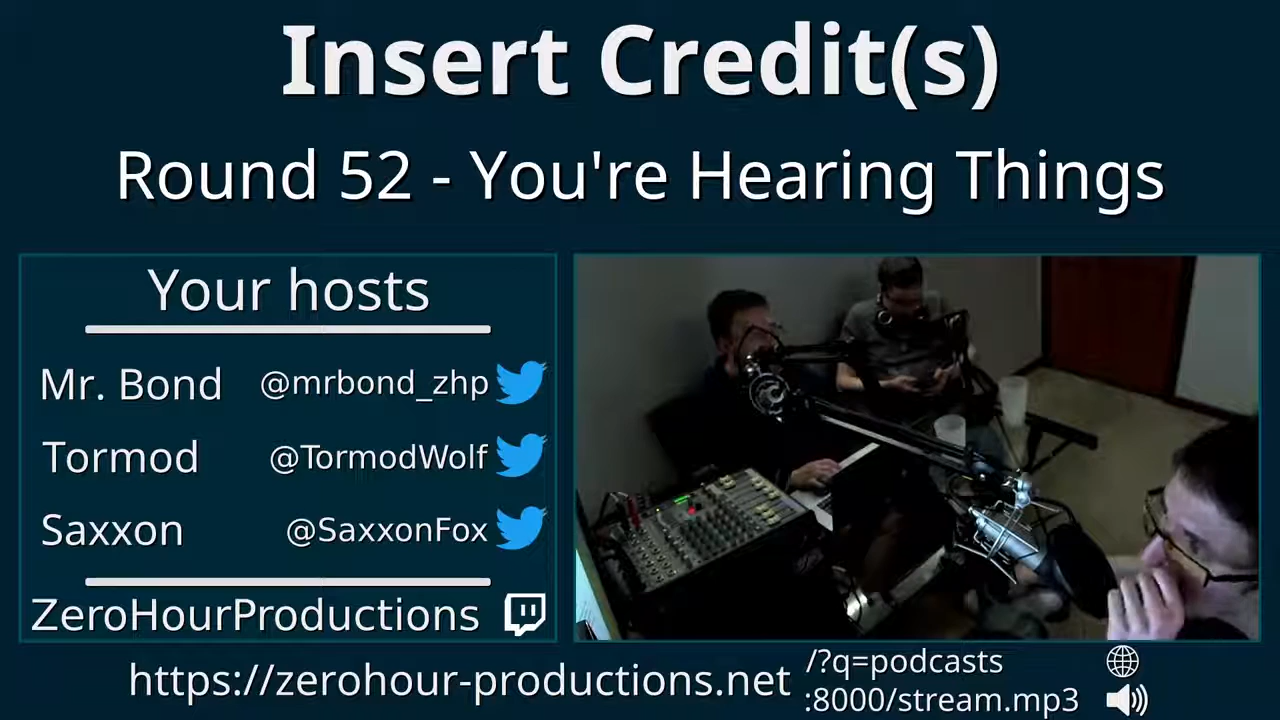 Insert Credit(s)
Round 52 - You're Hearing Things
Your hosts
Mr. Bond @mrbond_zhp
Tormod @TormodWolf
Saxxon @SaxxonFox
ZeroHourProductions
https://zerohour-productions.net
/?q=podcasts
:8000/stream.mp3